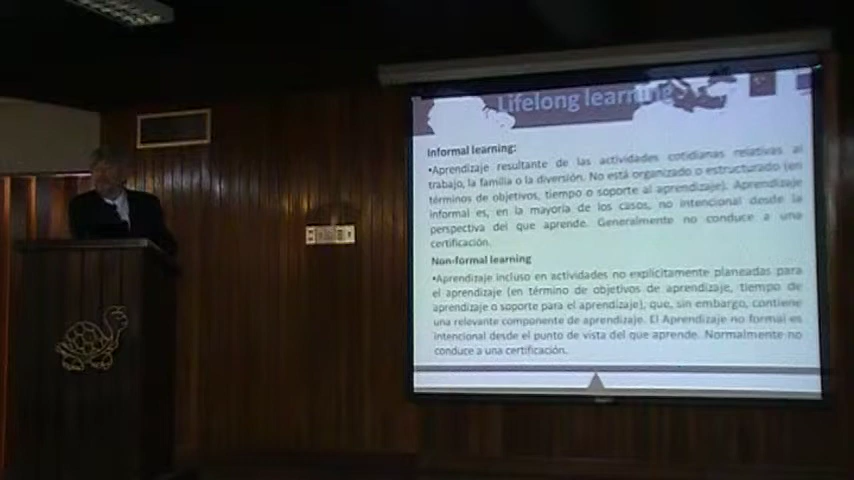 Lifelong learning
Informal learning:
•Aprendizaje resultante de las actividades cotidianas relativas al
trabajo, la familia o la diversión. No está organizado o estructurado (en
términos de objetivos, tiempo o soporte al aprendizaje). Aprendizaje
informal es, en la mayoría de los casos, no intencional desde la
perspectiva del que aprende. Generalmente no conduce a una
certificación.
Non-formal learning
•Aprendizaje incluso en actividades no explicitamente planeadas para
el aprendizaje (en término de objetivos de aprendizaje, tiempo de
aprendizaje o soporte para el aprendizaje), que, sin embargo, contiene
una relevante componente de aprendizaje. El Aprendizaje no formal es
intencional desde el punto de vista del que aprende. Normalmente no
conduce a una certificación.